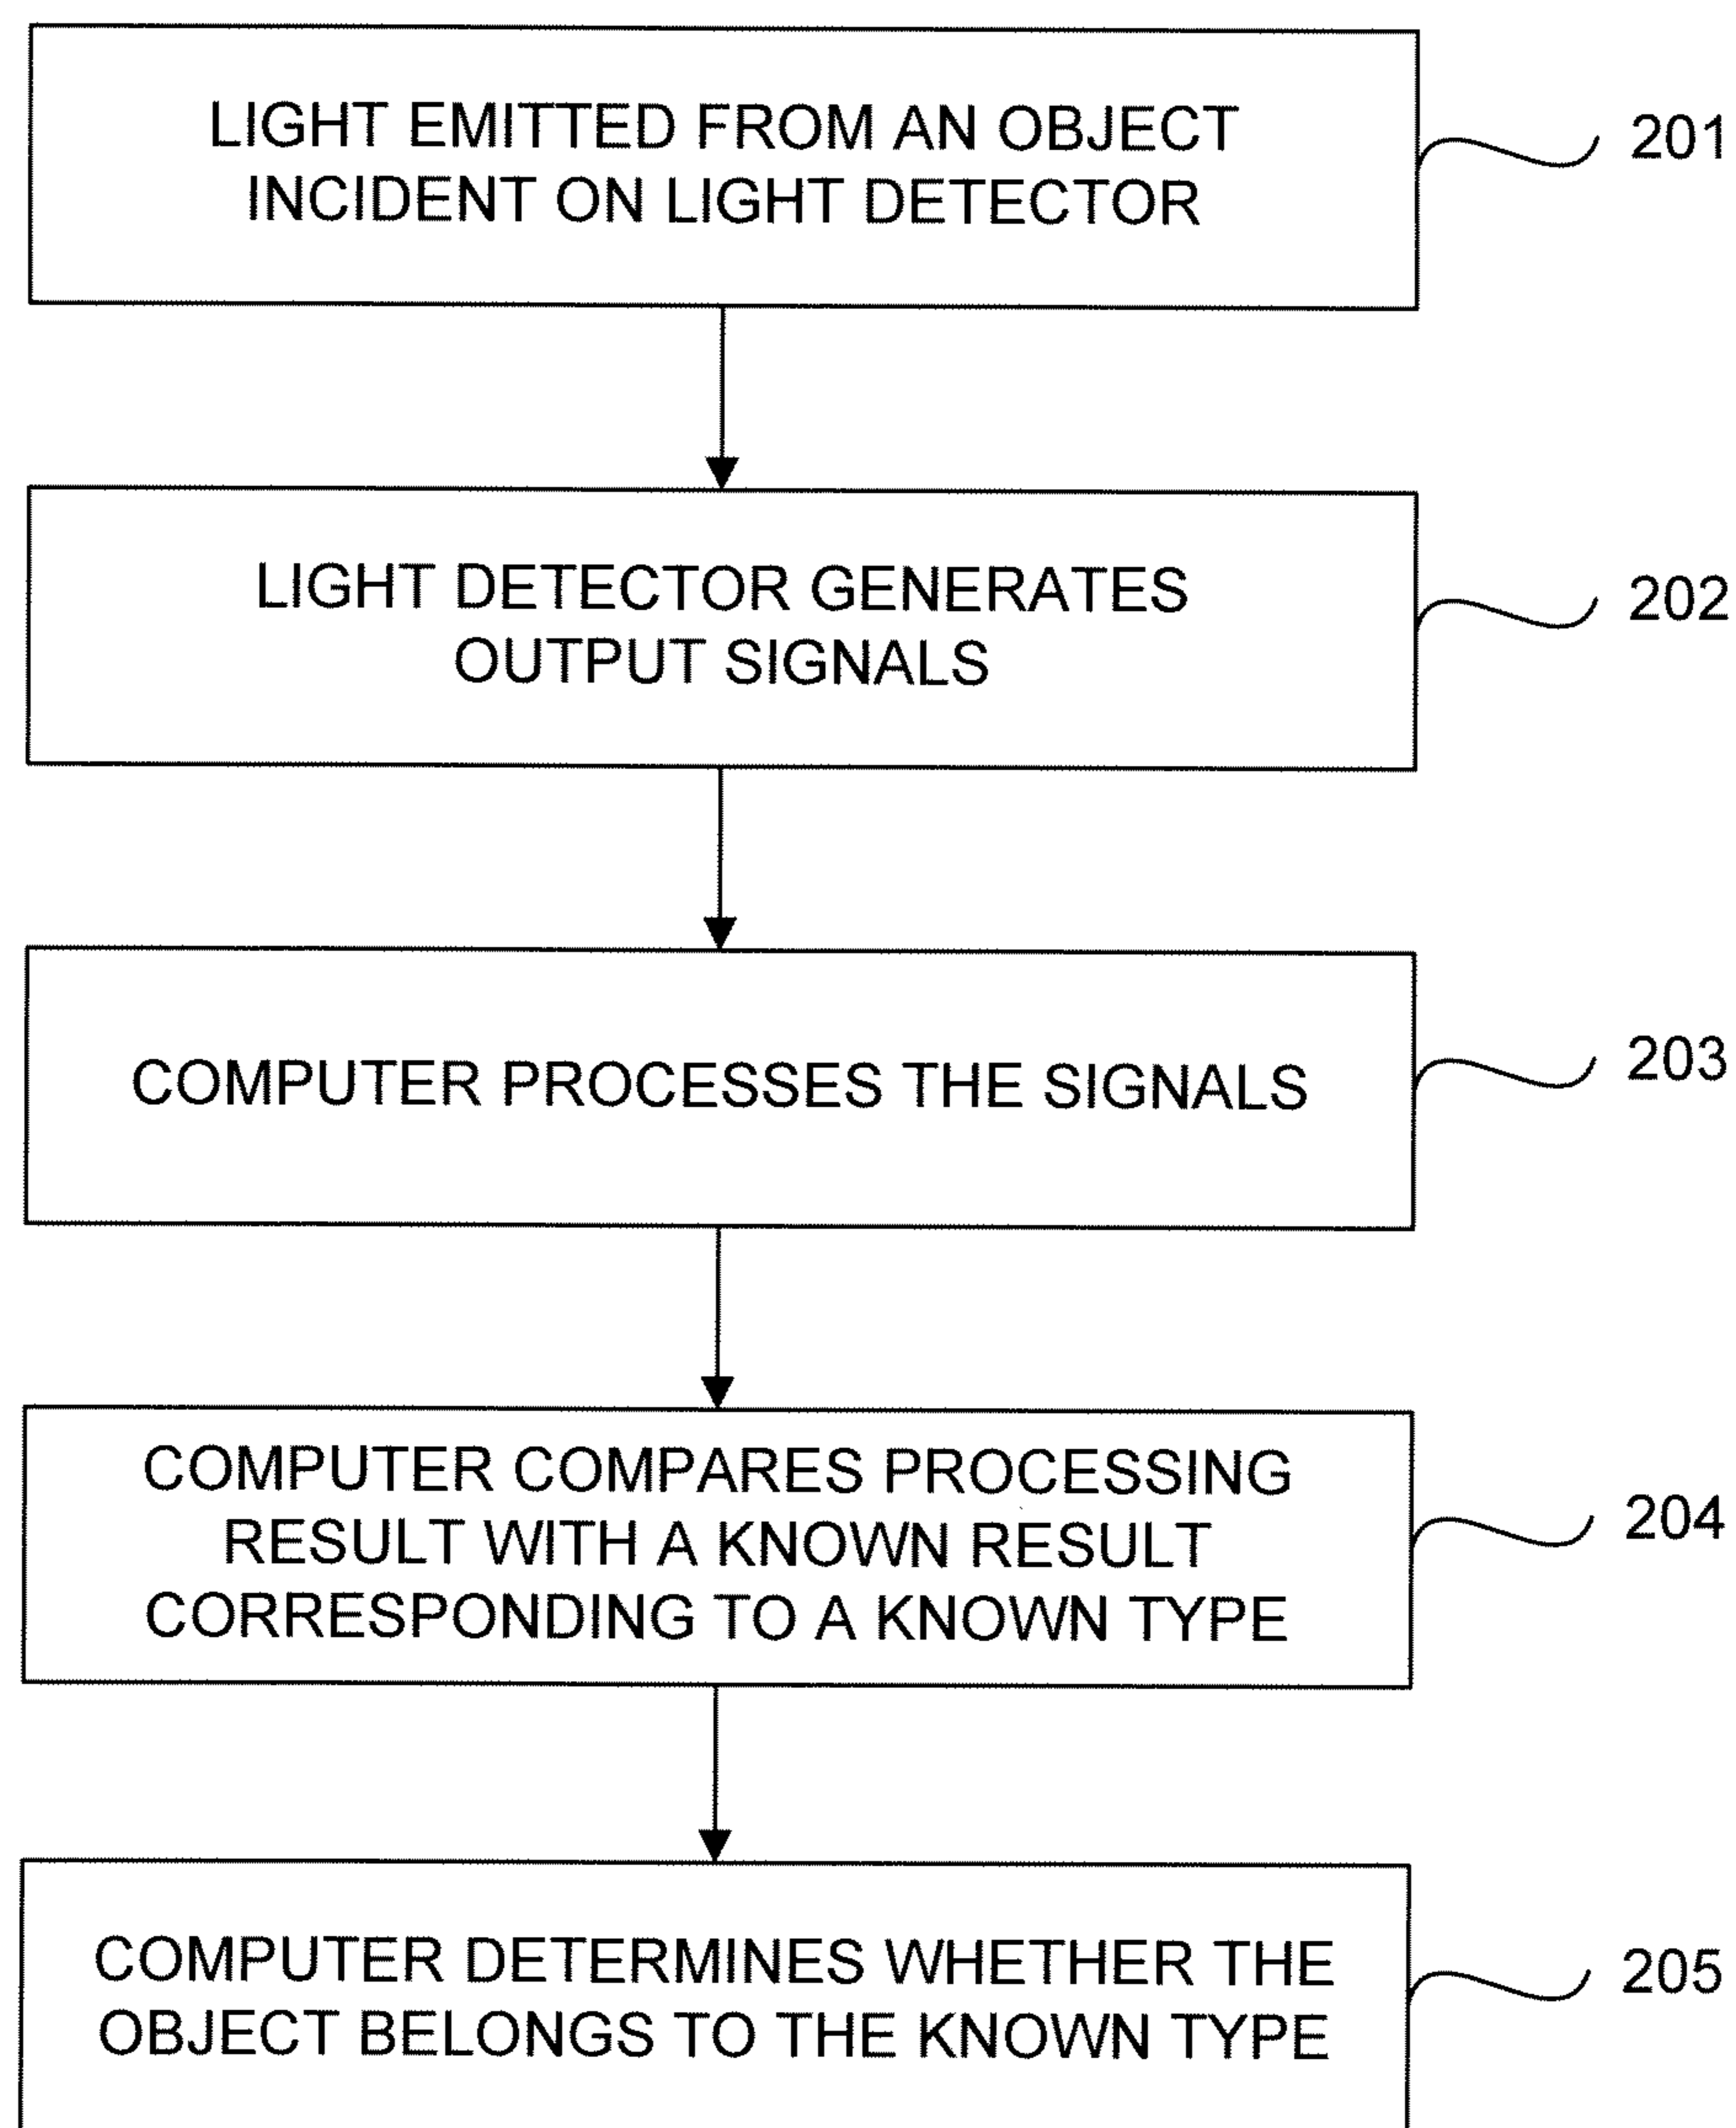 LIGHT EMITTED FROM AN OBJECT
INCIDENT ON LIGHT DETECTOR
201
LIGHT DETECTOR GENERATES
OUTPUT SIGNALS
202
COMPUTER PROCESSES THE SIGNALS
203
COMPUTER COMPARES PROCESSING
RESULT WITH A KNOWN RESULT
CORRESPONDING TO A KNOWN TYPE
204
COMPUTER DETERMINES WHETHER THE
OBJECT BELONGS TO THE KNOWN TYPE
205